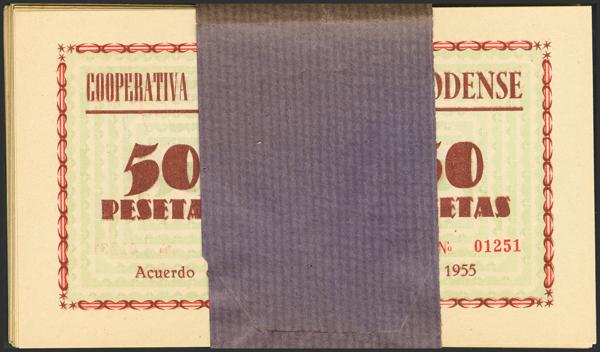 COOPERATIVA ODENSE
50 50
PESETA ETAS
Nº 01251
Acuerdo 1955